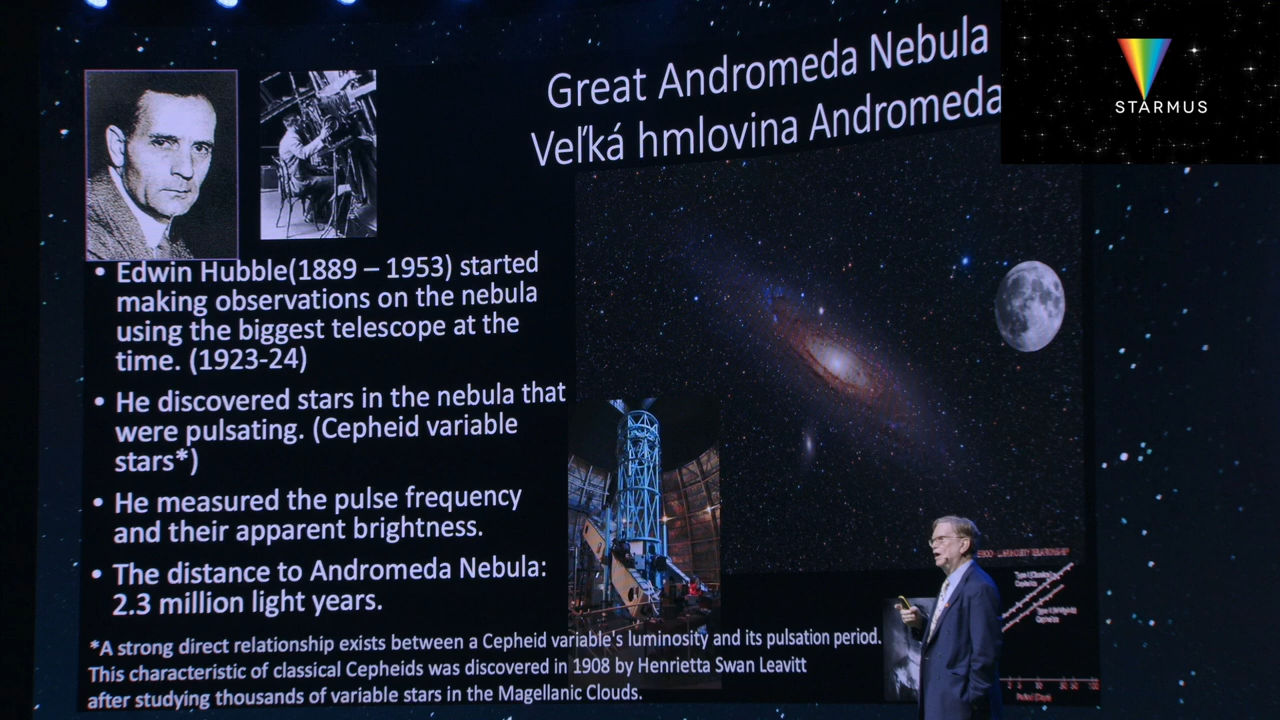 Great Andromeda Nebula
Veľká hmlovina Andromeda
STARMUS
• Edwin Hubble(1889 – 1953) started
making observations on the nebula
using the biggest telescope at the
time. (1923-24)
• He discovered stars in the nebula that
were pulsating. (Cepheid variable
stars*)
• He measured the pulse frequency
and their apparent brightness.
• The distance to Andromeda Nebula:
2.3 million light years.
*A strong direct relationship exists between a Cepheid variable's luminosity and its pulsation period.
This characteristic of classical Cepheids was discovered in 1908 by Henrietta Swan Leavitt
after studying thousands of variable stars in the Magellanic Clouds.
Cepheids
Cepheids